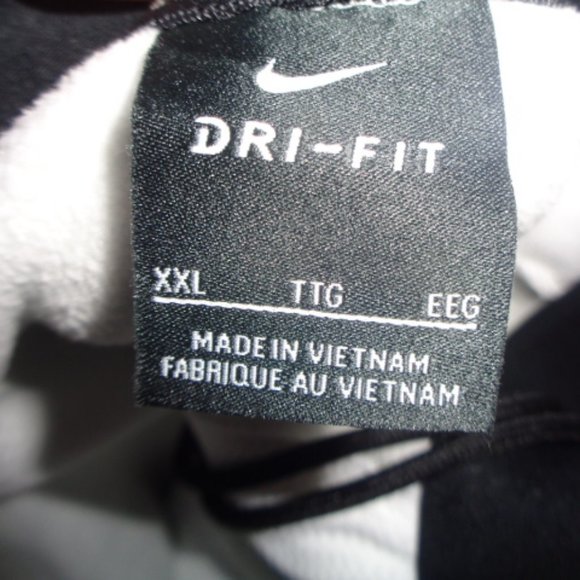 DRI-FIT
XXL TTG EEG
MADE IN VIETNAM
FABRIQUE AU VIETNAM